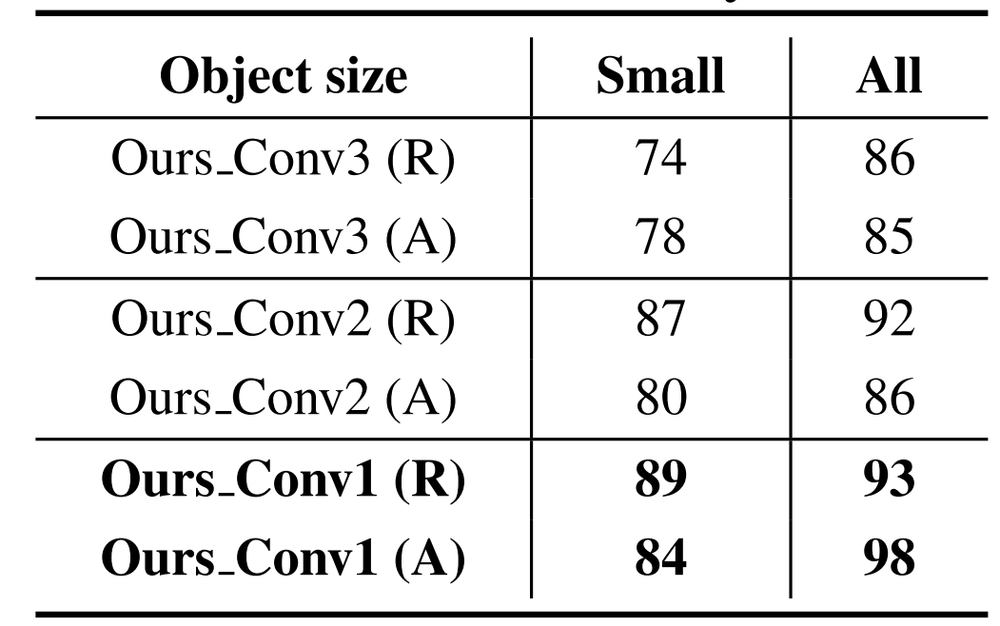 Object size Small All
Ours_Conv3 (R) 74 86
Ours_Conv3 (A) 78 85
Ours_Conv2 (R) 87 92
Ours_Conv2 (A) 80 86
Ours_Conv1 (R) 89 93
Ours_Conv1 (A) 84 98